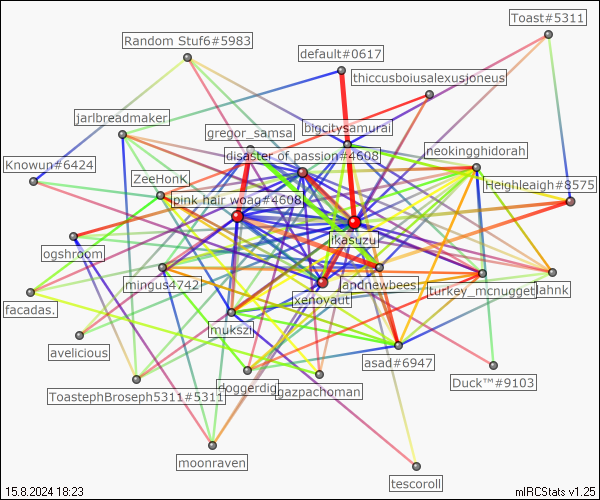 Toast#5311
Random Stuf6#5983
default#0617
thiccusboiusalexusjoneus
jarlbreadmaker
bigcitysamurai
gregor_samsa
neokingghidorah
disaster of passion#4608
Knowun#6424
ZeeHonK
Heighleaigh#8575
pink hair woag#4608
ikasuzu
ogshroom
mingus4742
andnewbees
turkey_mcnugget
ahnk
xenoyaut
facadas.
mukszi
avelicious
asad#6947
doggerdig
gazpachoman
Duck™#9103
ToastephBroseph5311#5311
moonraven
tescoroll
15.8.2024 18:23
mIRCStats v1.25